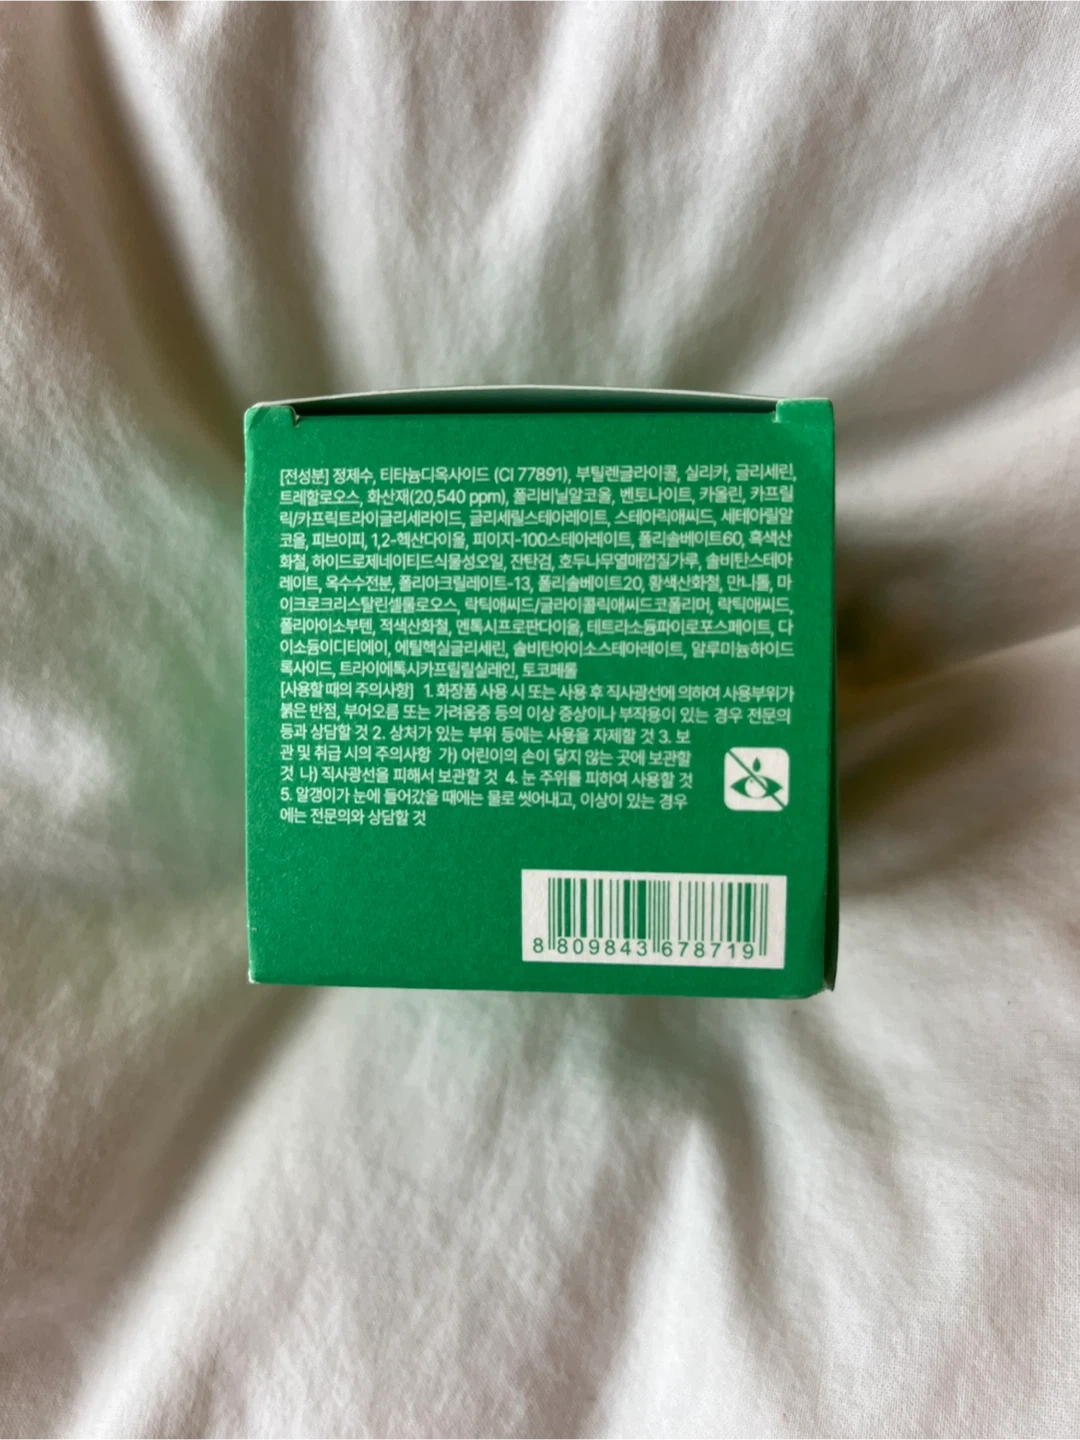 [전성분] 정제수, 티타늄디옥사이드 (CI 77891), 부틸렌글라이콜, 실리카, 글리세린,
트레할로오스, 화산재(20,540 ppm), 폴리비닐알코올, 벤토나이트, 카올린, 카프릴
릭/카프릭트라이글리세라이드, 글리세릴스테아레이트, 스테아릭애씨드, 세테아릴알
코올, 피브이피, 1,2-헥산다이올, 피이지-100스테아레이트, 폴리솔베이트60, 흑색산
화철, 하이드로제네이티드식물성오일, 잔탄검, 호두나무열매껍질가루, 솔비탄스테아
레이트, 옥수수전분, 폴리아크릴레이트-13, 폴리솔베이트20, 황색산화철, 만니톨, 마
이크로크리스탈린셀룰로오스, 락틱애씨드/글라이콜릭애씨드코폴리머, 락틱애씨드,
폴리아이소부텐, 적색산화철, 멘톡시프로판다이올, 테트라소듐파이로포스페이트, 다
이소듐이디티에이, 에틸헥실글리세린, 솔비탄아이소스테아레이트, 알루미늄하이드
록사이드, 트라이에톡시카프릴릴실레인, 토코페롤
[사용할 때의 주의사항] 1. 화장품 사용 시 또는 사용 후 직사광선에 의하여 사용부위가
붉은 반점, 부어오름 또는 가려움증 등의 이상 증상이나 부작용이 있는 경우 전문의
등과 상담할 것 2. 상처가 있는 부위 등에는 사용을 자제할 것 3. 보
관 및 취급 시의 주의사항 가) 어린이의 손이 닿지 않는 곳에 보관할
것 나) 직사광선을 피해서 보관할 것 4. 눈 주위를 피하여 사용할 것
5. 알갱이가 눈에 들어갔을 때에는 물로 씻어내고, 이상이 있는 경우
에는 전문의와 상담할 것
8 809843 678719